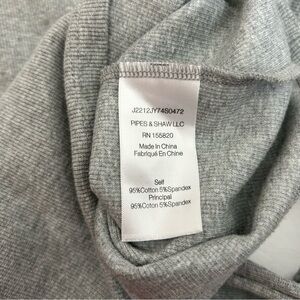 J2212JY74S0472
PIPES & SHAW LLC
RN 155820
Made In China
Fabriqué En Chine
Self
95%Cotton 5%Spandex
Principal
95%Coton 5%Spandex